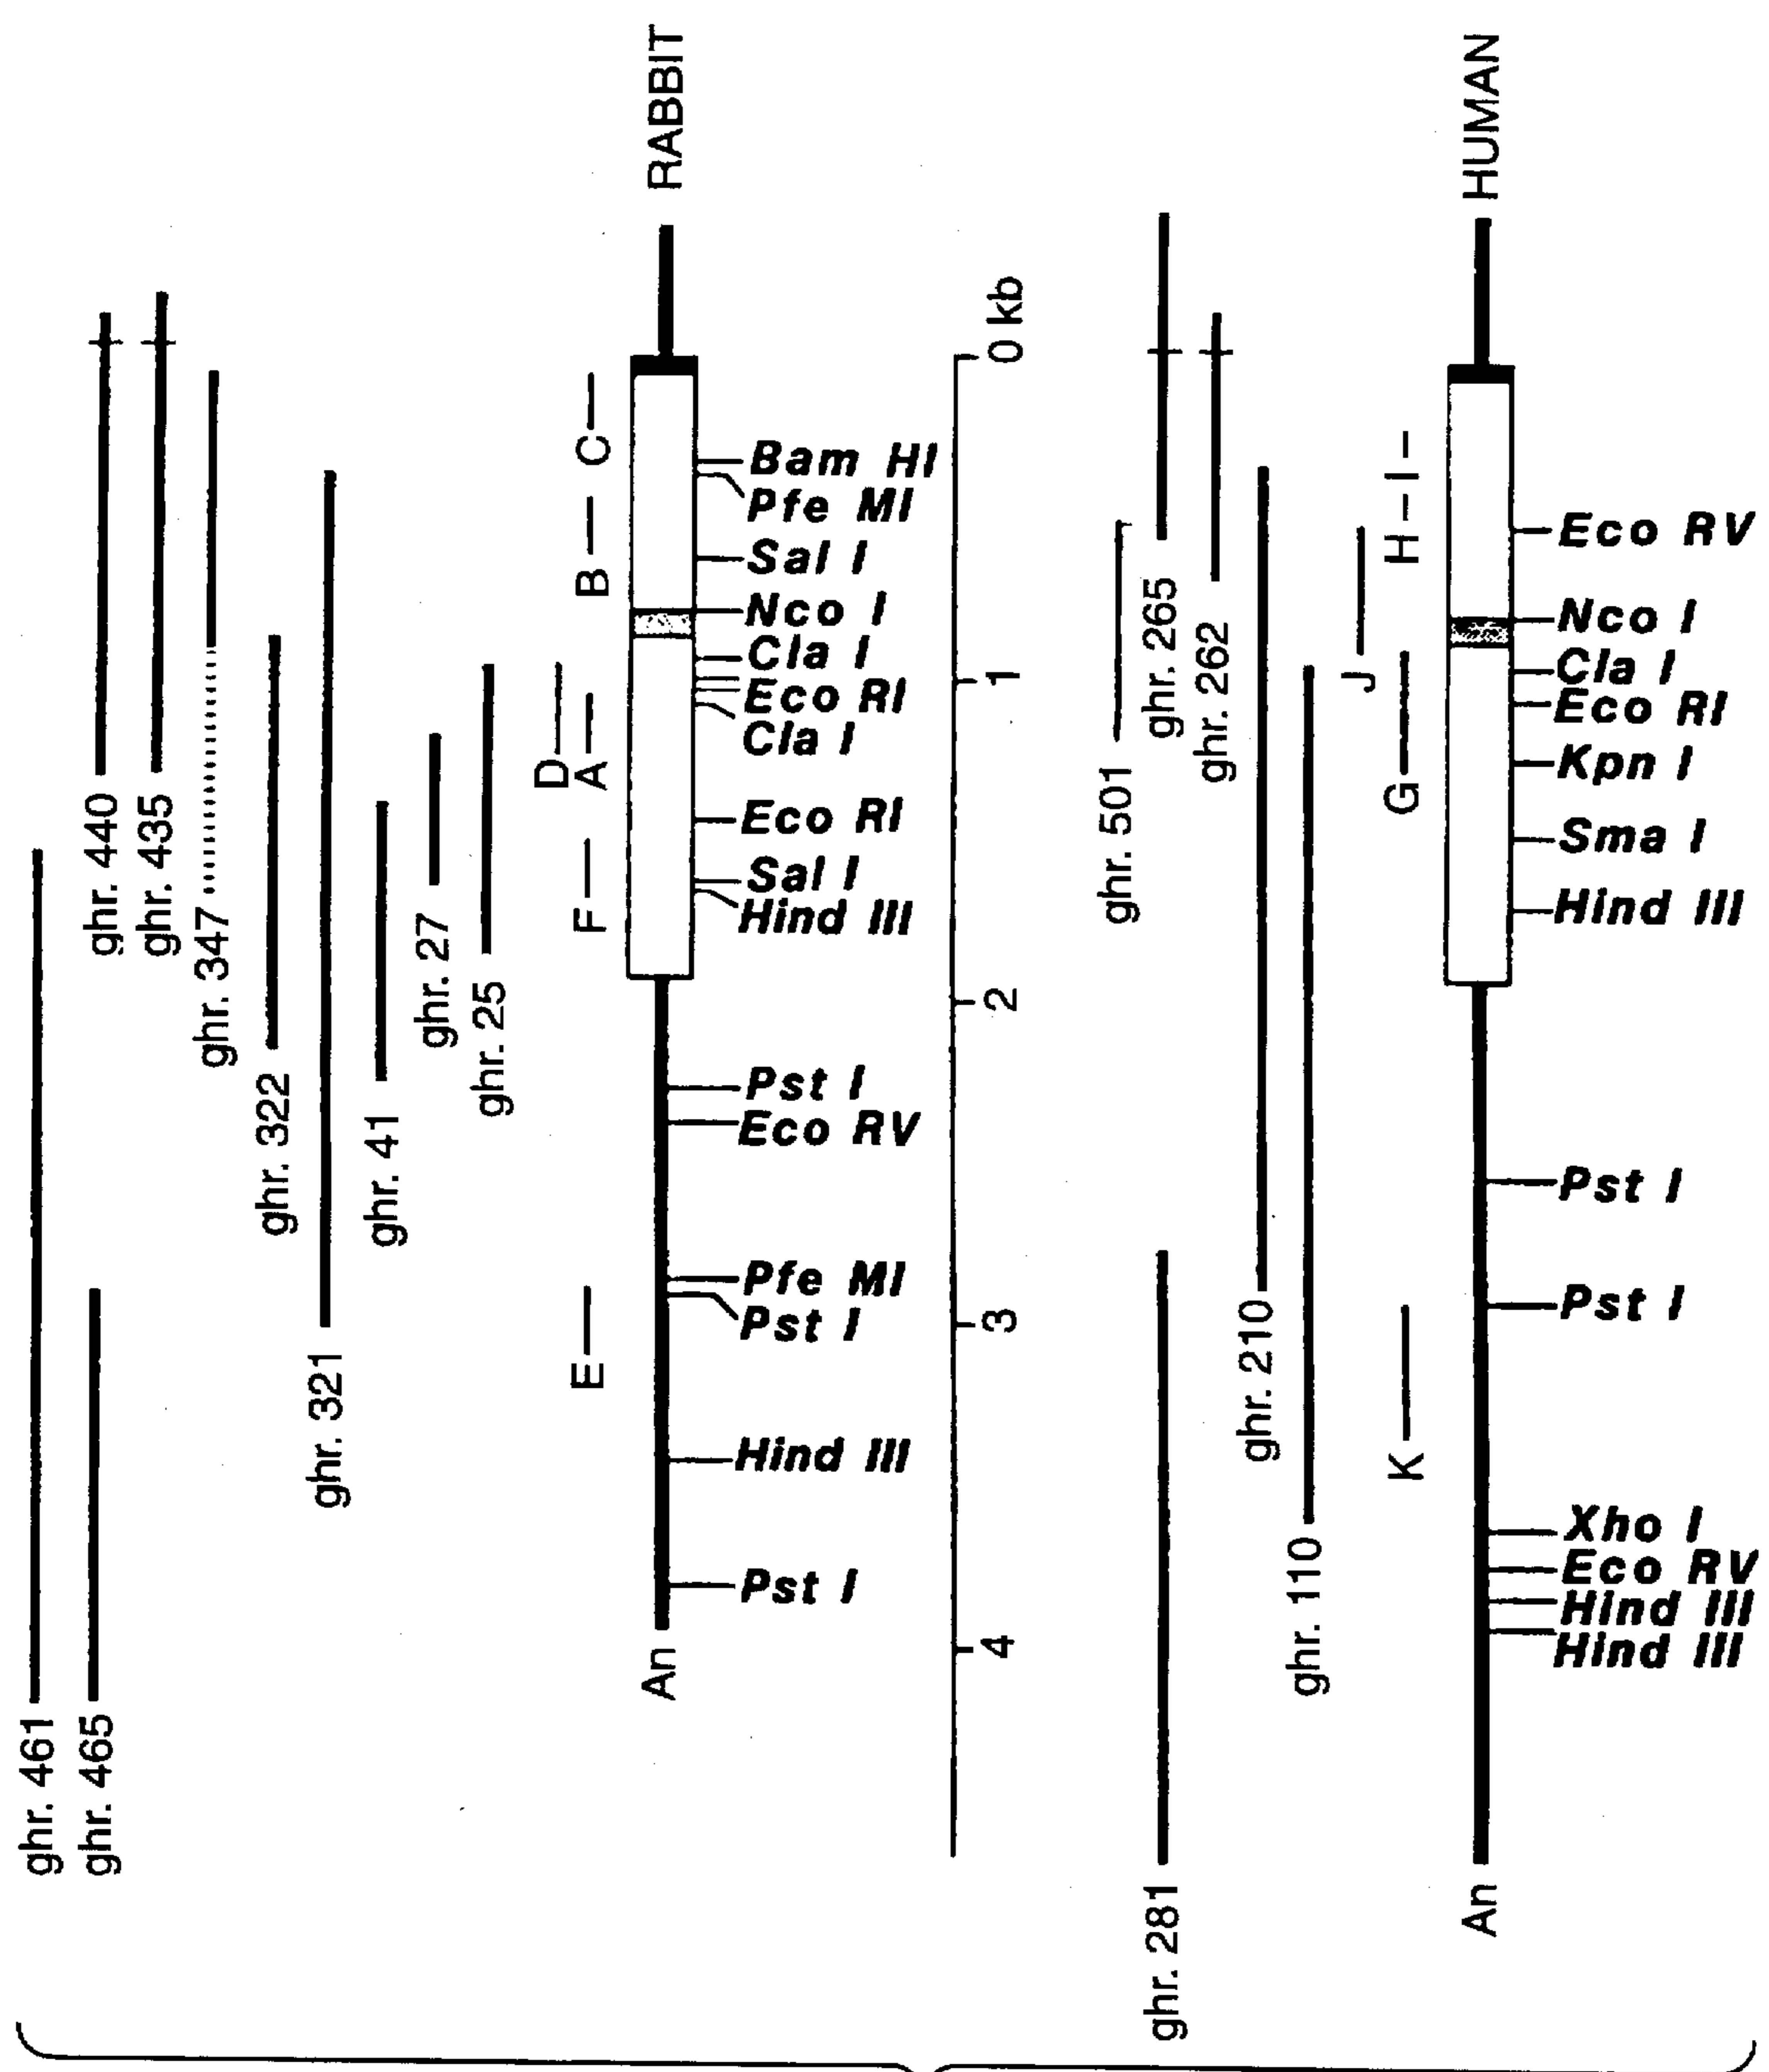 RABBIT
ghr. 461
ghr. 465
ghr. 440
ghr. 435
ghr. 347
ghr. 322
ghr. 321
ghr. 41
ghr. 27
ghr. 25
C
B
D
A
F
E
Bam HI
Pfe MI
Sal I
Nco I
Cla I
Eco RI
Cla I
Eco RI
Sal I
Hind III
Pst I
Eco RV
Pfe MI
Pst I
Hind III
Pst I
An
0 kb
1
2
3
4
HUMAN
ghr. 501
ghr. 265
ghr. 262
ghr. 210
ghr. 110
ghr. 281
I
H
J
G
K
Eco RV
Nco I
Cla I
Eco RI
Kpn I
Sma I
Hind III
Pst I
Pst I
Xho I
Eco RV
Hind III
Hind III
An